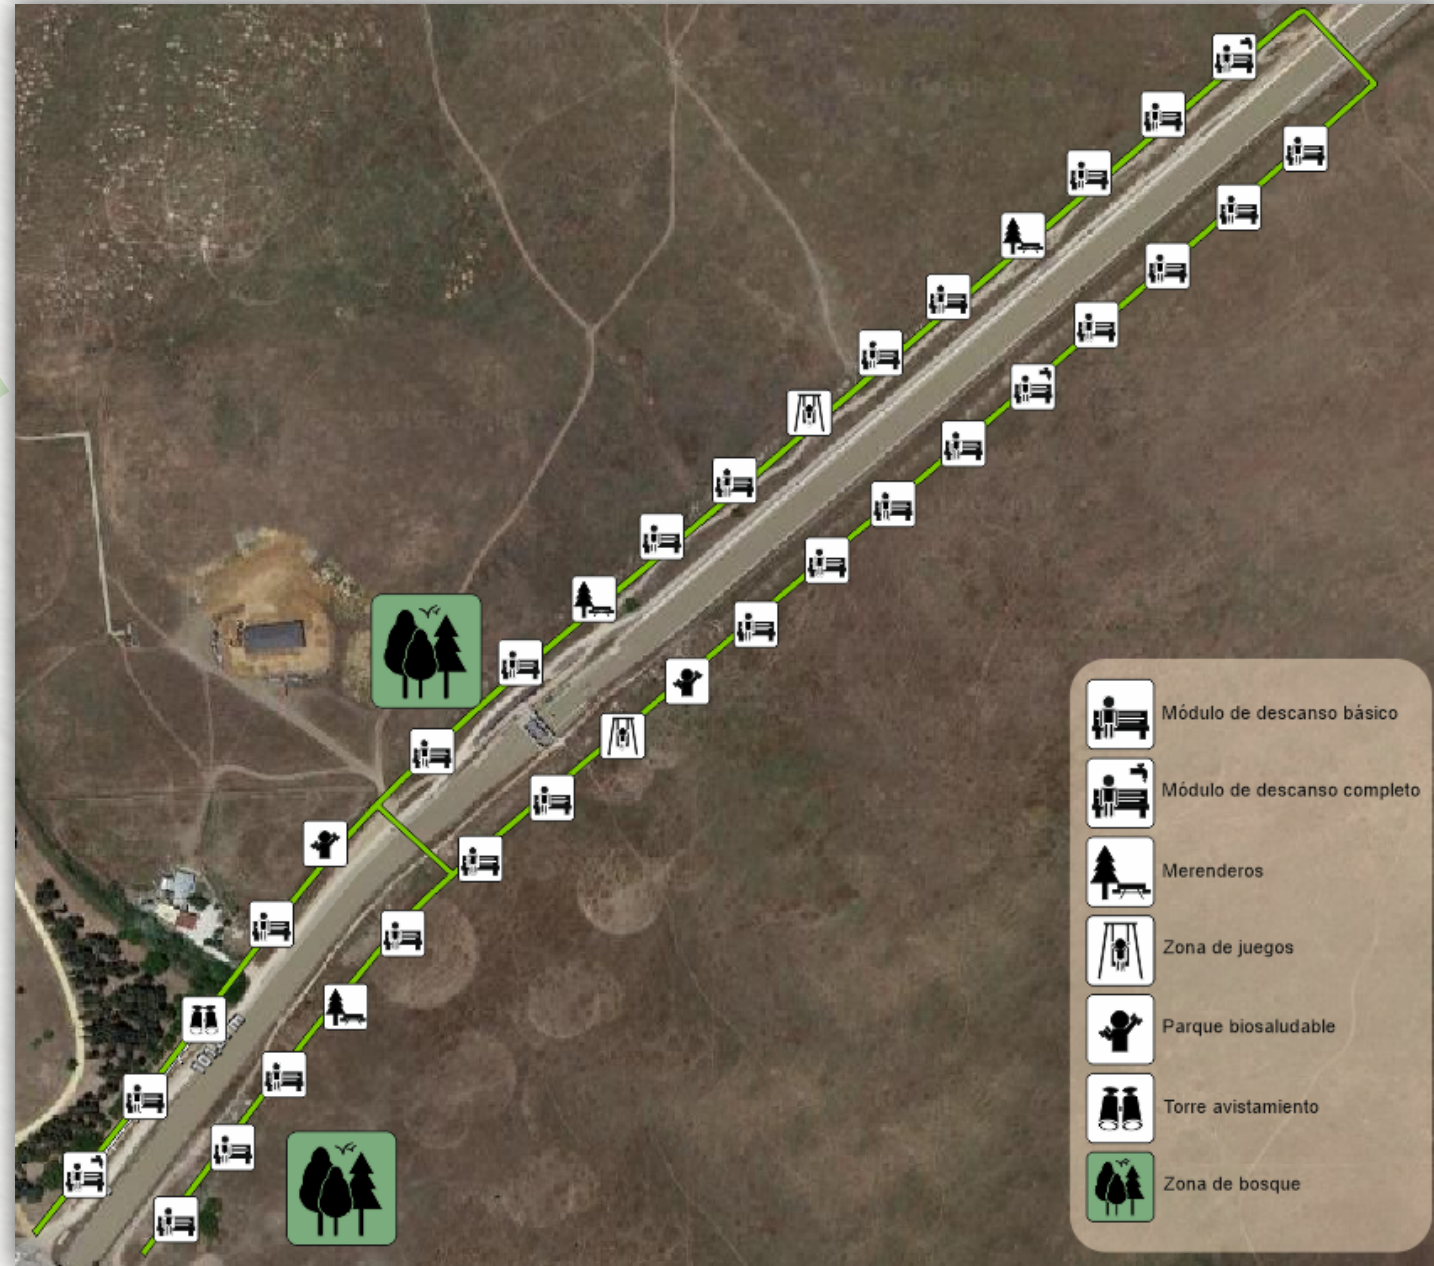 Módulo de descanso básico
Módulo de descanso completo
Merenderos
Zona de juegos
Parque biosaludable
Torre avistamiento
Zona de bosque